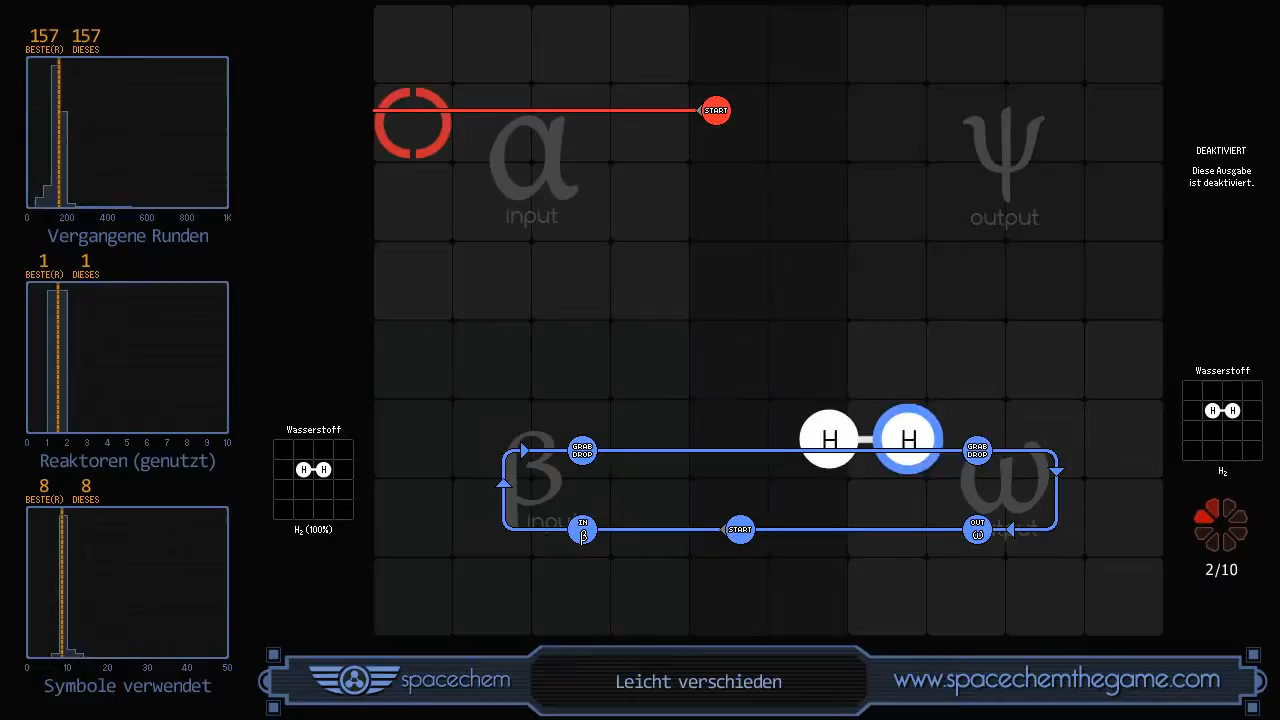 157 157
BESTE(R) DIESES
0 200 400 600 800 1K
Vergangene Runden
1 1
BESTE(R) DIESES
0 1 2 3 4 5 6 7 8 9 10
Reaktoren (genutzt)
8 8
BESTE(R) DIESES
0 10 20 30 40 50
Symbole verwendet
Wasserstoff
H H
H₂ (100%)
START
α
input
ψ
output
H H
GRAB DROP
GRAB DROP
β
input
ω
output
IN β
START
OUT ω
DEAKTIVIERT
Diese Ausgabe
ist deaktiviert.
Wasserstoff
H H
H₂
2/10
spacechem
Leicht verschieden
www.spacechemthegame.com